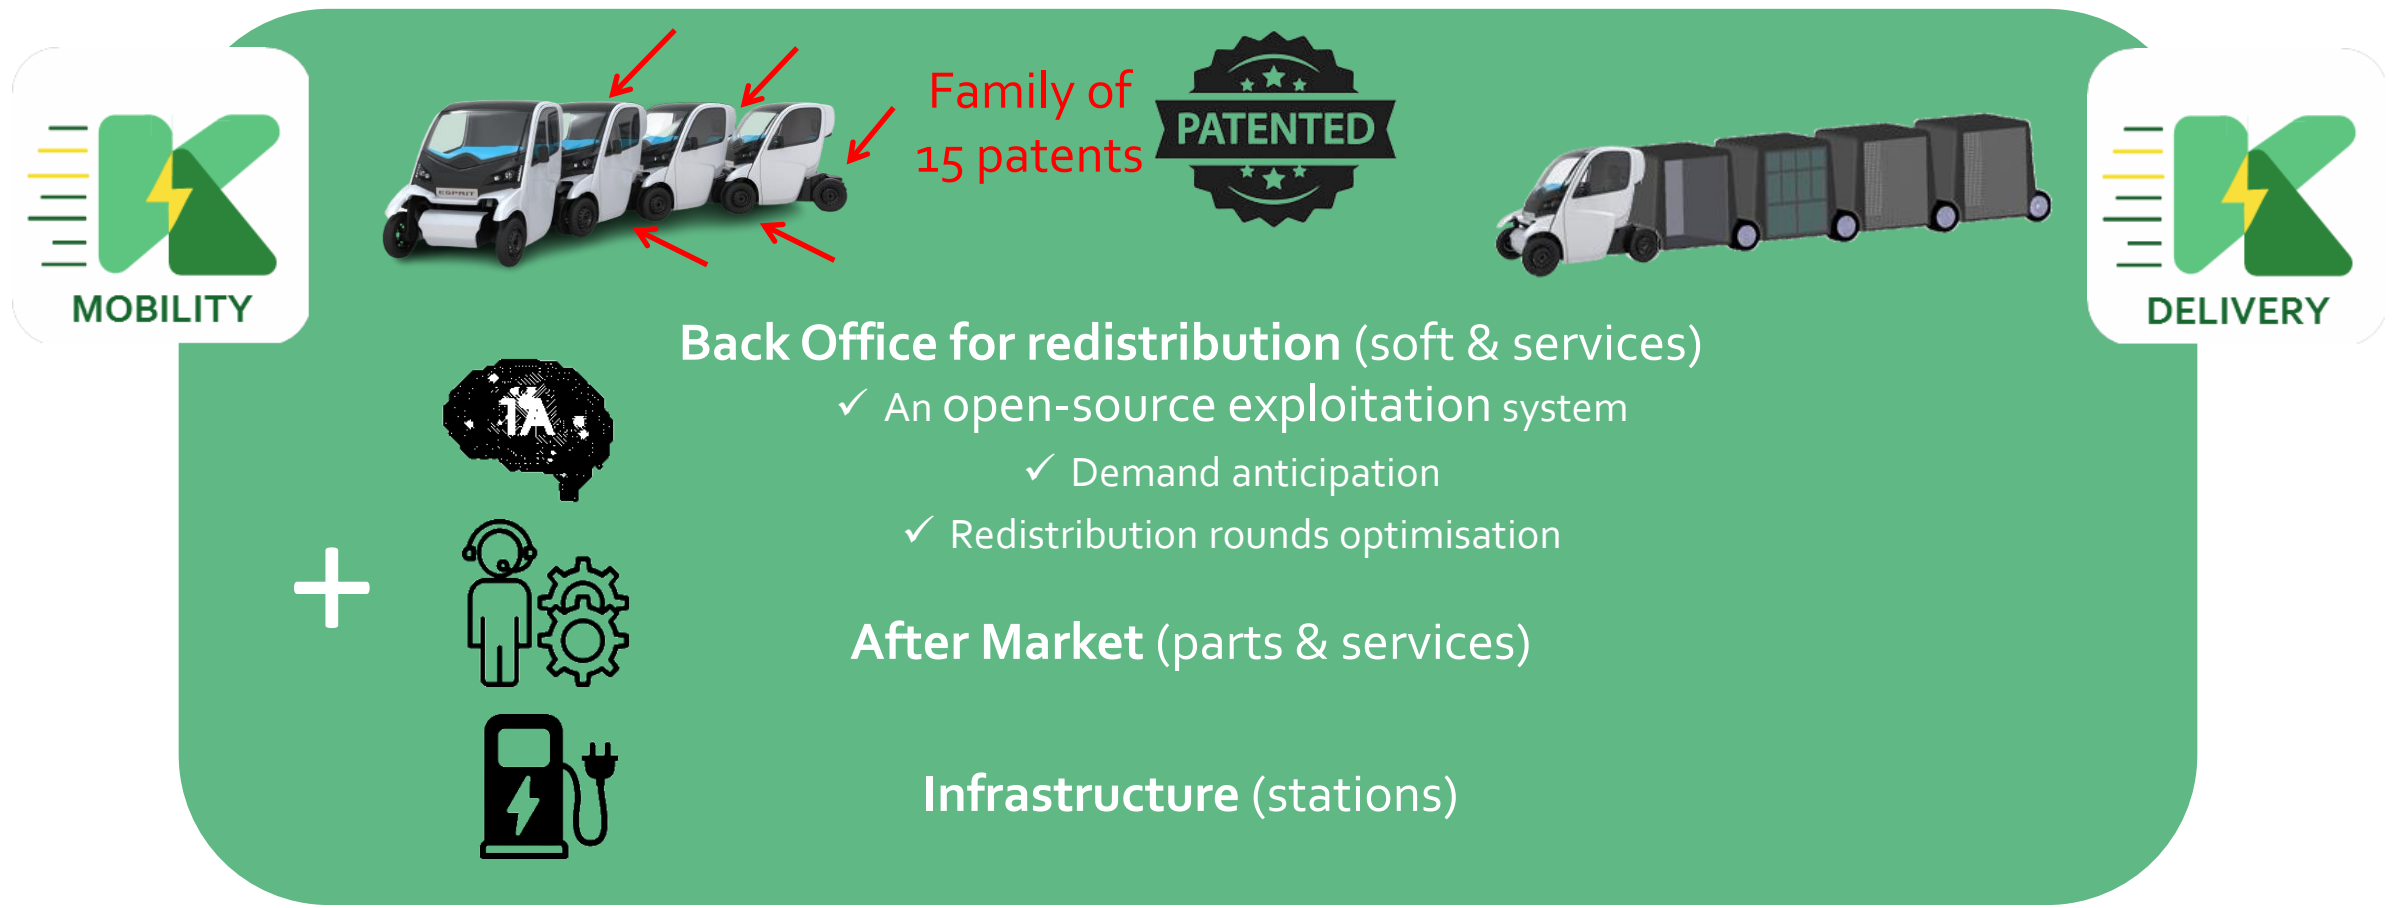 MOBILITY
ESPRIT
Family of
15 patents
PATENTED
DELIVERY
Back Office for redistribution (soft & services)
IA
✓ An open-source exploitation system
✓ Demand anticipation
✓ Redistribution rounds optimisation
+
After Market (parts & services)
Infrastructure (stations)